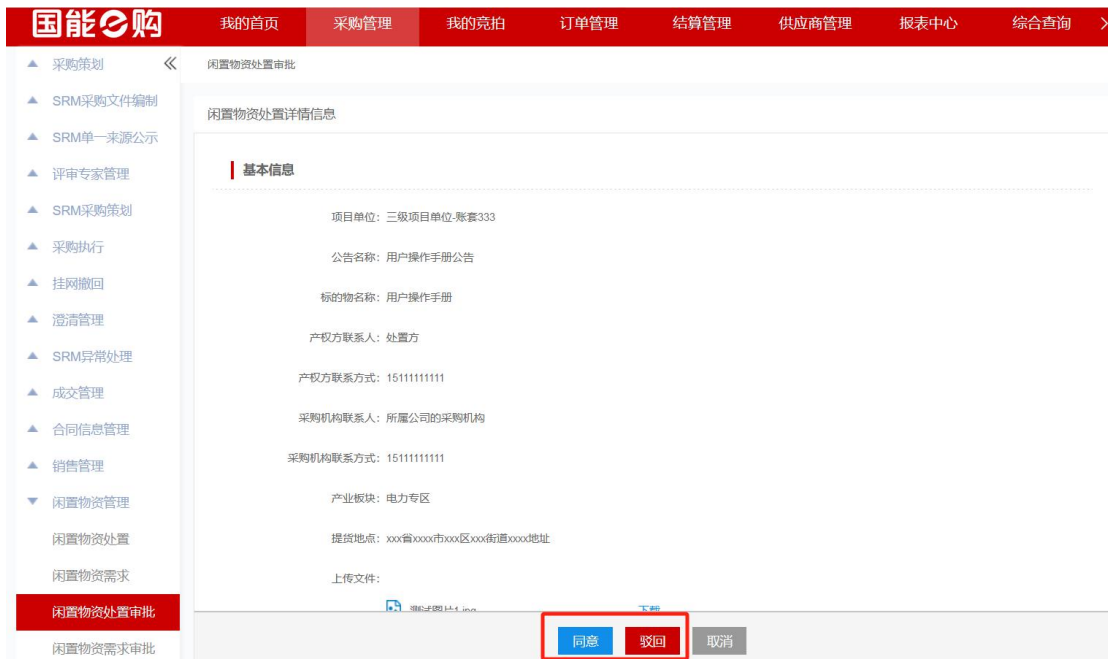 国能e购 我的首页 采购管理 我的竞拍 订单管理 结算管理 供应商管理 报表中心 综合查询
采购策划
SRM采购文件编制
SRM单一来源公示
评审专家管理
SRM采购策划
采购执行
挂网撤回
澄清管理
SRM异常处理
成交管理
合同信息管理
销售管理
闲置物资管理
闲置物资处置
闲置物资需求
闲置物资处置审批
闲置物资需求审批
闲置物资处置审批
闲置物资处置详情信息
基本信息
项目单位：三级项目单位-账套333
公告名称：用户操作手册公告
标的物名称：用户操作手册
产权方联系人：处置方
产权方联系方式：15111111111
采购机构联系人：所属公司的采购机构
采购机构联系方式：15111111111
产业板块：电力专区
提货地点：xxx省xxxx市xxx区xxx街道xxxx地址
上传文件：
测试图片1.jpg 下载
同意 驳回 取消